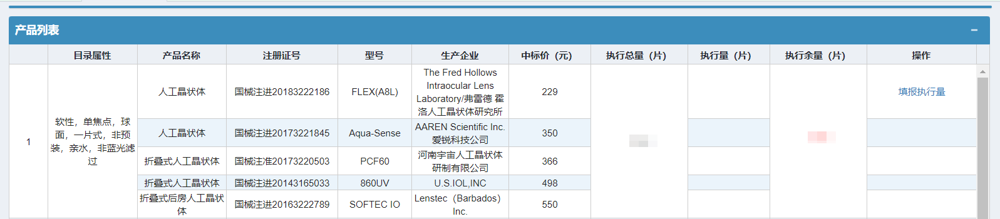 产品列表
目录属性 产品名称 注册证号 型号 生产企业 中标价（元） 执行总量（片） 执行量（片） 执行余量（片） 操作
1
软性，单焦点，球
面，一片式，非预
装，亲水，非蓝光滤
过
人工晶状体 国械注进20183222186 FLEX(A8L)
The Fred Hollows
Intraocular Lens
Laboratory/弗雷德 霍
洛人工晶状体研究所
229 填报执行量
人工晶状体 国械注进20173221845 Aqua-Sense
AAREN Scientific Inc.
爱锐科技公司
350
折叠式人工晶状体 国械注准20173220503 PCF60
河南宇宙人工晶状体
研制有限公司
366
折叠式人工晶状体 国械注进20143165033 860UV U.S.IOL,INC 498
折叠式后房人工晶状
体
国械注进20163222789 SOFTEC IO
Lenstec（Barbados）
Inc.
550